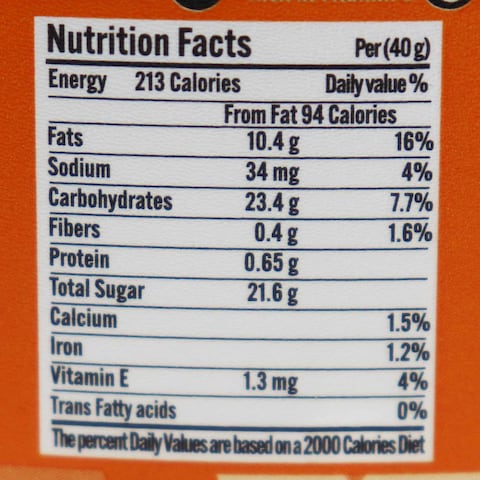 Nutrition Facts Per (40 g)
Energy 213 Calories Daily value %
From Fat 94 Calories
Fats 10.4 g 16%
Sodium 34 mg 4%
Carbohydrates 23.4 g 7.7%
Fibers 0.4 g 1.6%
Protein 0.65 g
Total Sugar 21.6 g
Calcium 1.5%
Iron 1.2%
Vitamin E 1.3 mg 4%
Trans Fatty acids 0%
The percent Daily Values are based on a 2000 Calories Diet